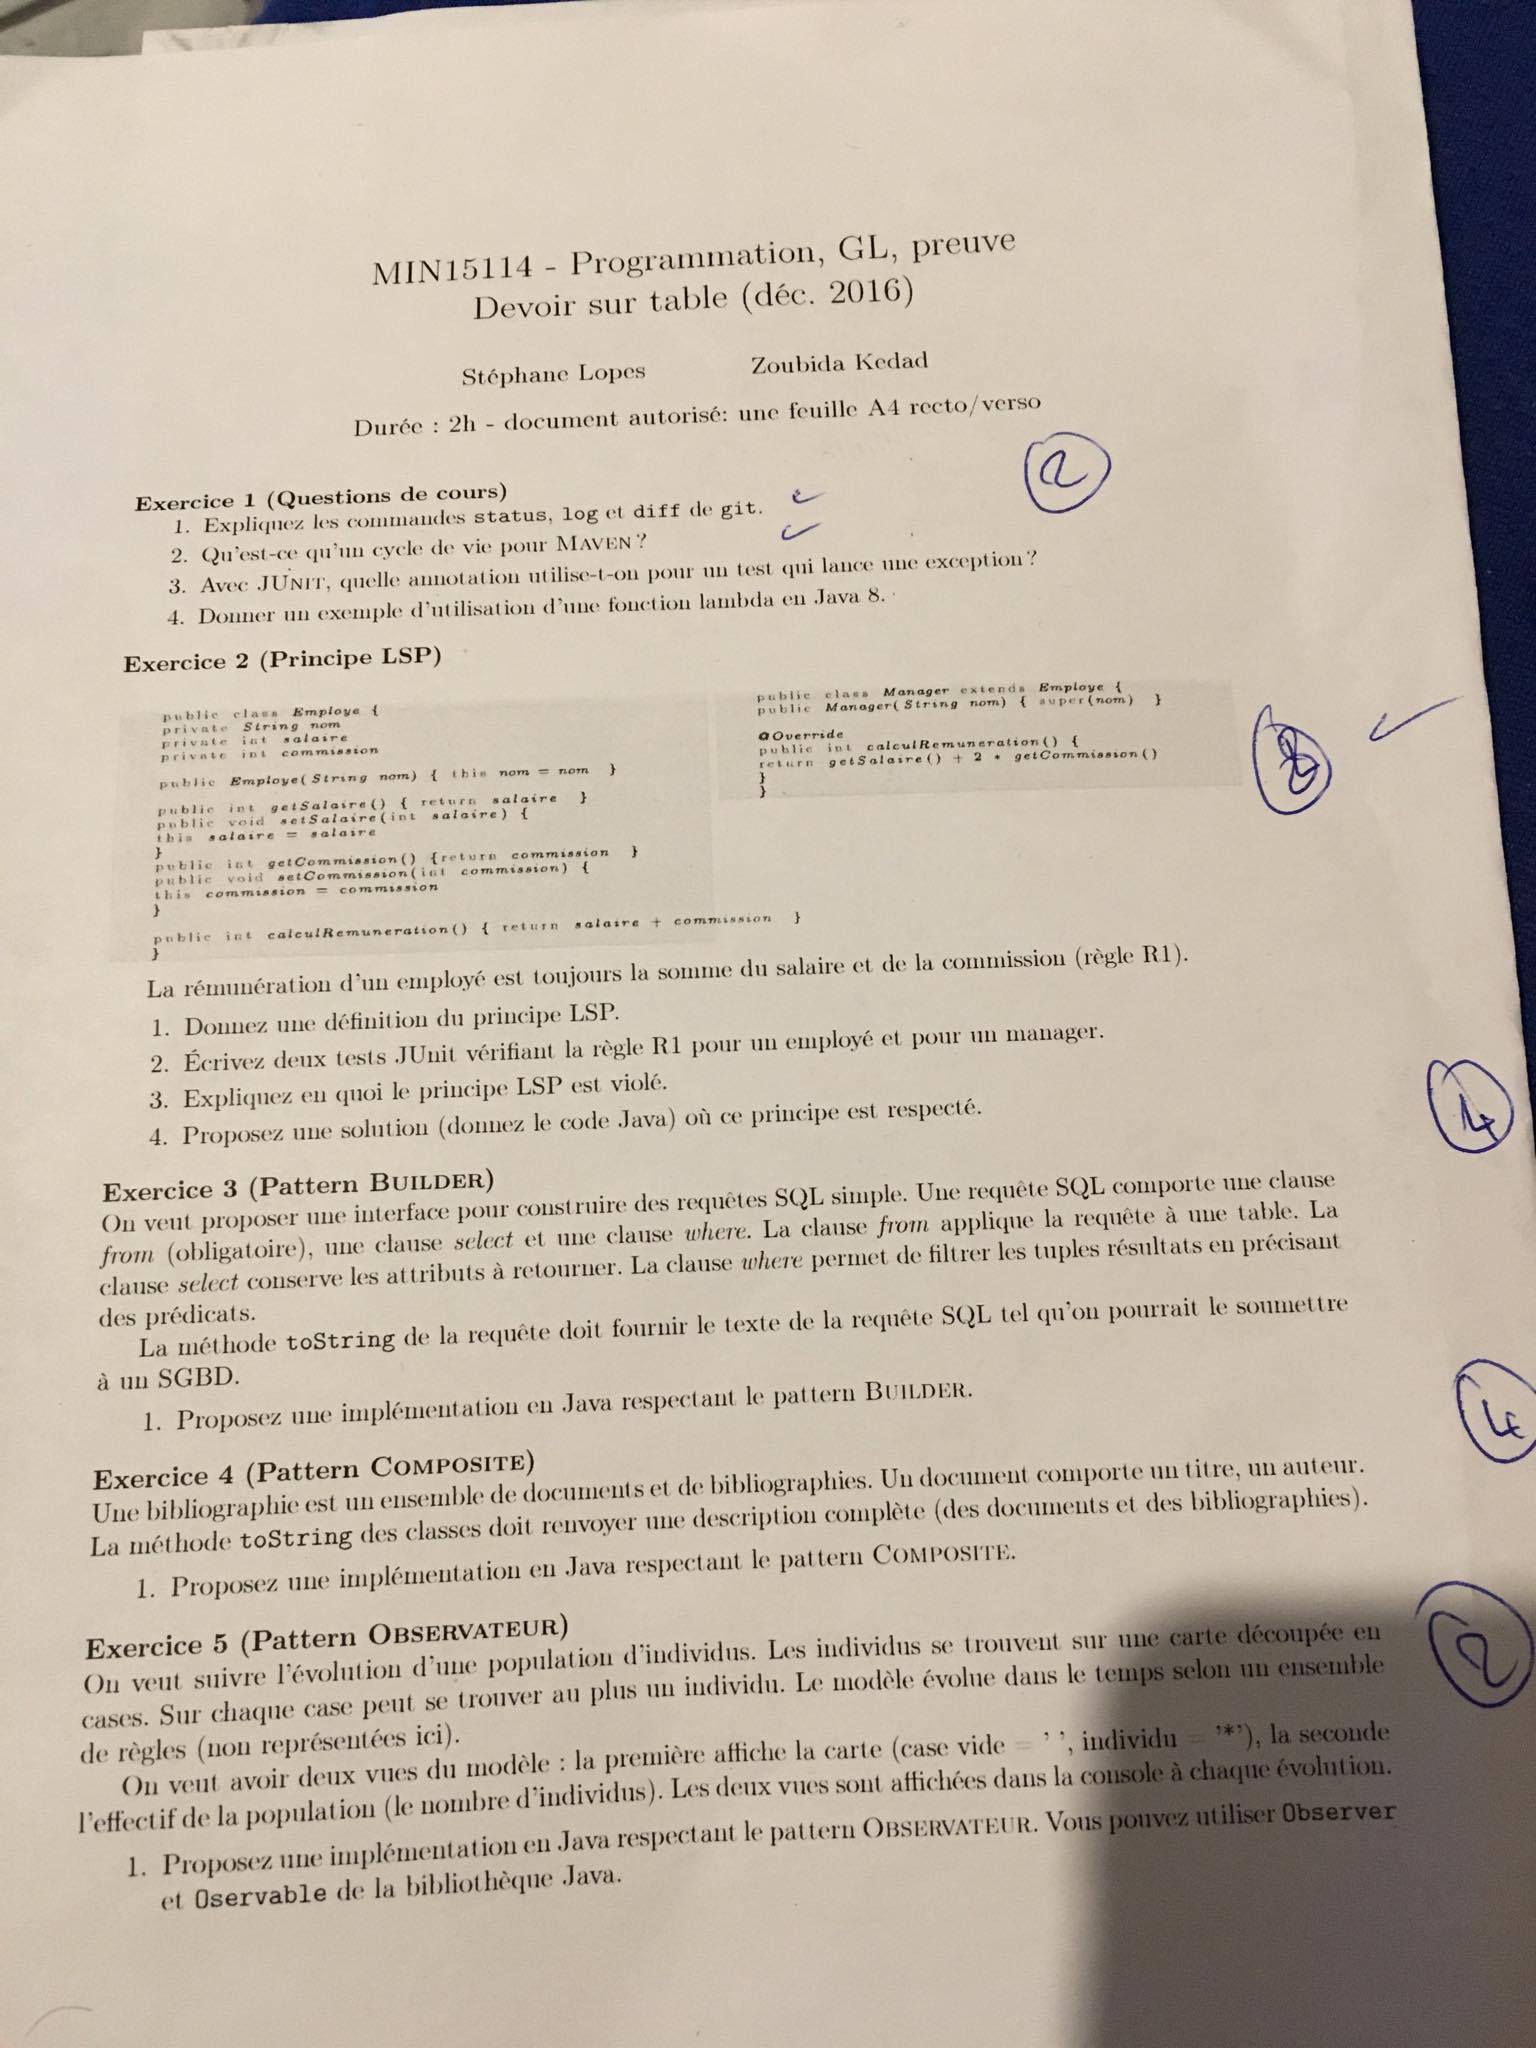 MIN15114 - Programmation, GL, preuve
Devoir sur table (déc. 2016)
Stéphane Lopes Zoubida Kedad
Durée : 2h - document autorisé: une feuille A4 recto/verso
2
Exercice 1 (Questions de cours)
1. Expliquez les commandes status, log et diff de git.
2. Qu'est-ce qu'un cycle de vie pour MAVEN ?
3. Avec JUNIT, quelle annotation utilise-t-on pour un test qui lance une exception ?
4. Donner un exemple d'utilisation d'une fonction lambda en Java 8.
Exercice 2 (Principe LSP)
public class Employe {
private String nom
private int salaire
private int commission
public Employe(String nom) { this nom = nom }
public int getSalaire() { return salaire }
public void setSalaire(int salaire) {
this salaire = salaire
}
public int getCommission() {return commission }
public void setCommission(int commission) {
this commission = commission
}
public int calculRemuneration() { return salaire + commission }
}
public class Manager extends Employe {
public Manager(String nom) { super(nom) }
@Override
public int calculRemuneration() {
return getSalaire() + 2 * getCommission()
}
}
La rémunération d'un employé est toujours la somme du salaire et de la commission (règle R1).
1. Donnez une définition du principe LSP.
2. Écrivez deux tests JUnit vérifiant la règle R1 pour un employé et pour un manager.
3. Expliquez en quoi le principe LSP est violé.
4. Proposez une solution (donnez le code Java) où ce principe est respecté.
4
Exercice 3 (Pattern BUILDER)
On veut proposer une interface pour construire des requêtes SQL simple. Une requête SQL comporte une clause
from (obligatoire), une clause select et une clause where. La clause from applique la requête à une table. La
clause select conserve les attributs à retourner. La clause where permet de filtrer les tuples résultats en précisant
des prédicats.
La méthode toString de la requête doit fournir le texte de la requête SQL tel qu'on pourrait le soumettre
à un SGBD.
1. Proposez une implémentation en Java respectant le pattern BUILDER.
4
Exercice 4 (Pattern COMPOSITE)
Une bibliographie est un ensemble de documents et de bibliographies. Un document comporte un titre, un auteur.
La méthode toString des classes doit renvoyer une description complète (des documents et des bibliographies).
1. Proposez une implémentation en Java respectant le pattern COMPOSITE.
2
Exercice 5 (Pattern OBSERVATEUR)
On veut suivre l'évolution d'une population d'individus. Les individus se trouvent sur une carte découpée en
cases. Sur chaque case peut se trouver au plus un individu. Le modèle évolue dans le temps selon un ensemble
de règles (non représentées ici).
On veut avoir deux vues du modèle : la première affiche la carte (case vide = ' ', individu = '*'), la seconde
l'effectif de la population (le nombre d'individus). Les deux vues sont affichées dans la console à chaque évolution.
1. Proposez une implémentation en Java respectant le pattern OBSERVATEUR. Vous pouvez utiliser Observer
et Oservable de la bibliothèque Java.